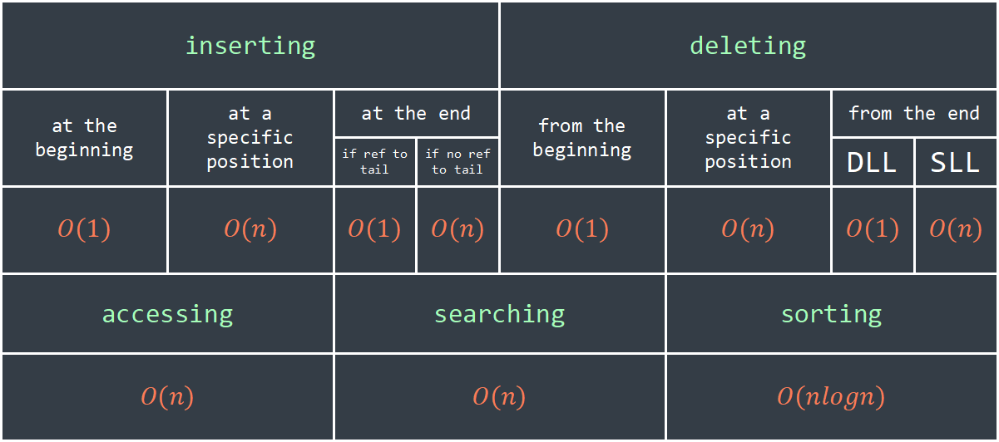 inserting
deleting
at the
beginning
at a
specific
position
at the end
if ref to
tail
if no ref
to tail
from the
beginning
at a
specific
position
from the end
DLL
SLL
O(1)
O(n)
O(1)
O(n)
O(1)
O(n)
O(1)
O(n)
accessing
searching
sorting
O(n)
O(n)
O(nlogn)